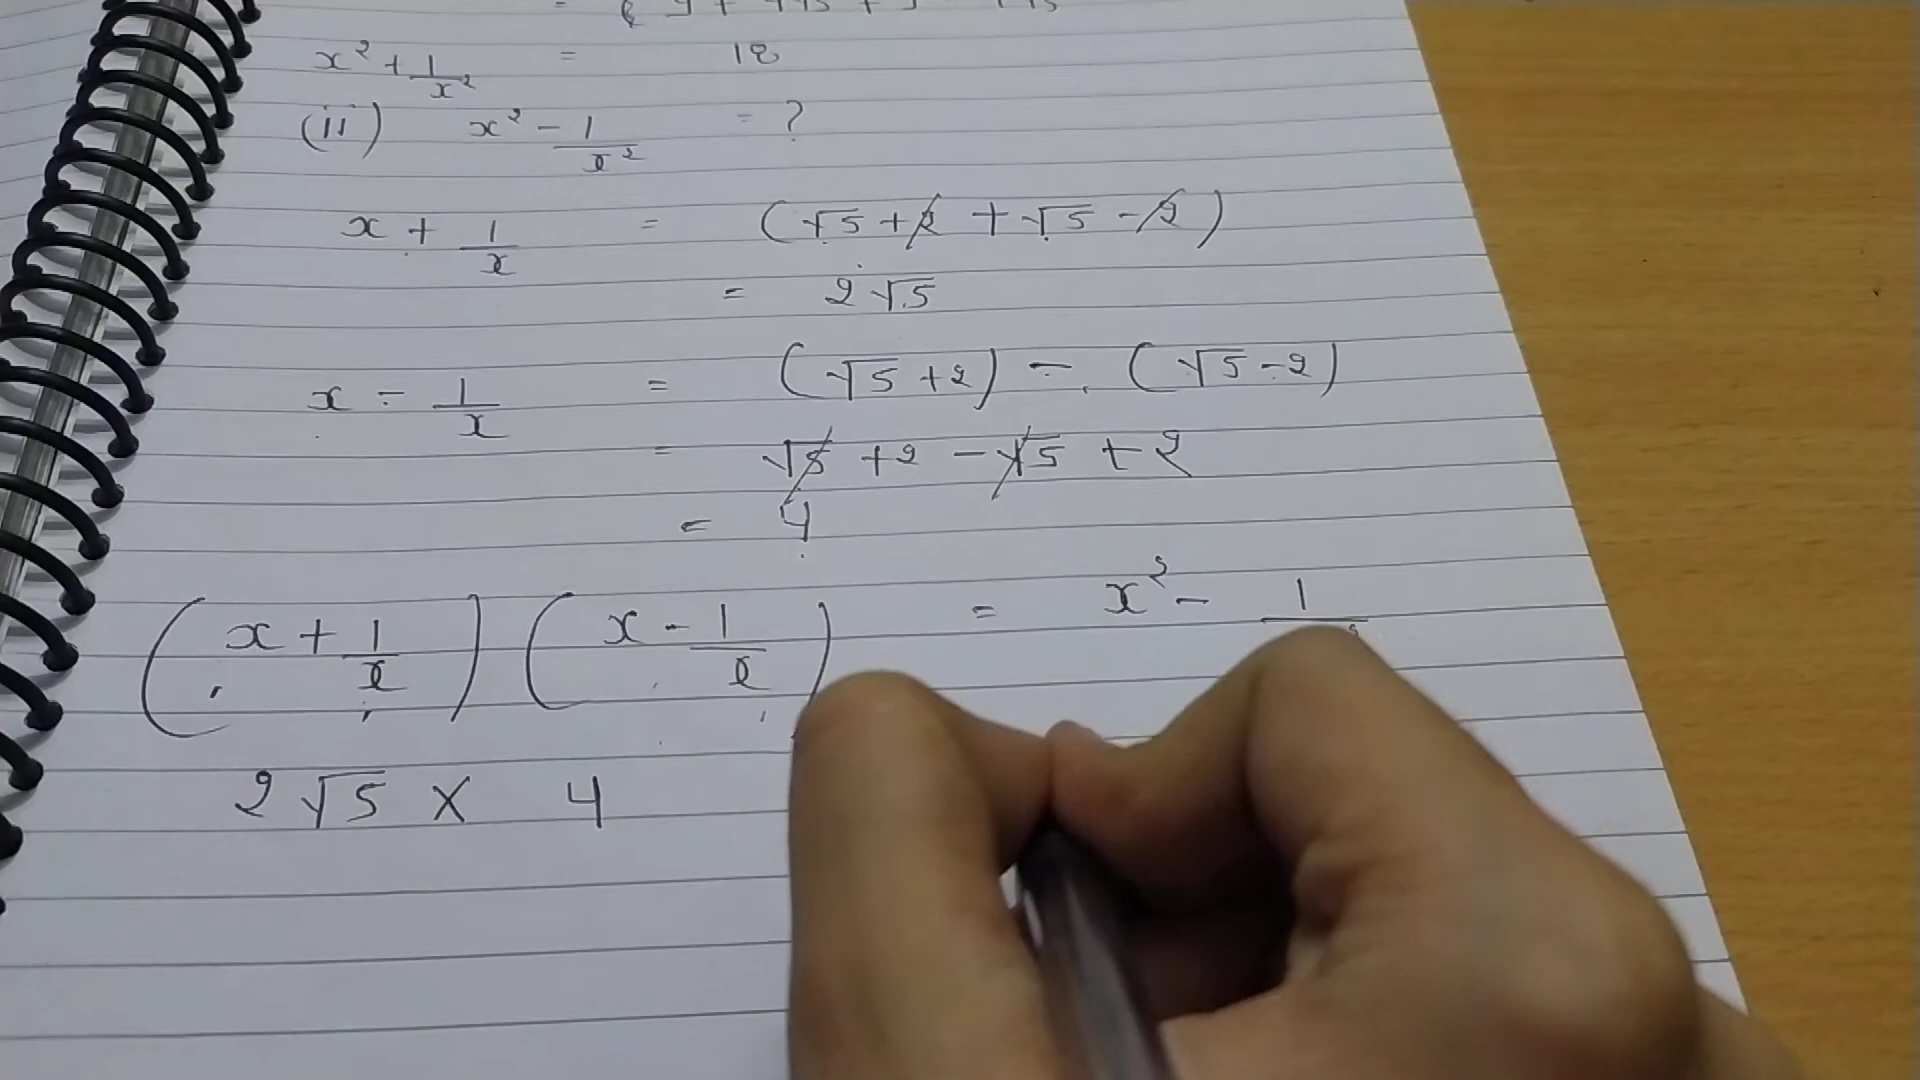 x² + 1/x² = 18
(ii) x² - 1/x² = ?
x + 1/x = (√5 + 2 + √5 - 2)
= 2√5
x - 1/x = (√5 + 2) - (√5 - 2)
= √5 + 2 - √5 + 2
= 4
(x + 1/x) (x - 1/x) = x² - 1
2√5 x 4